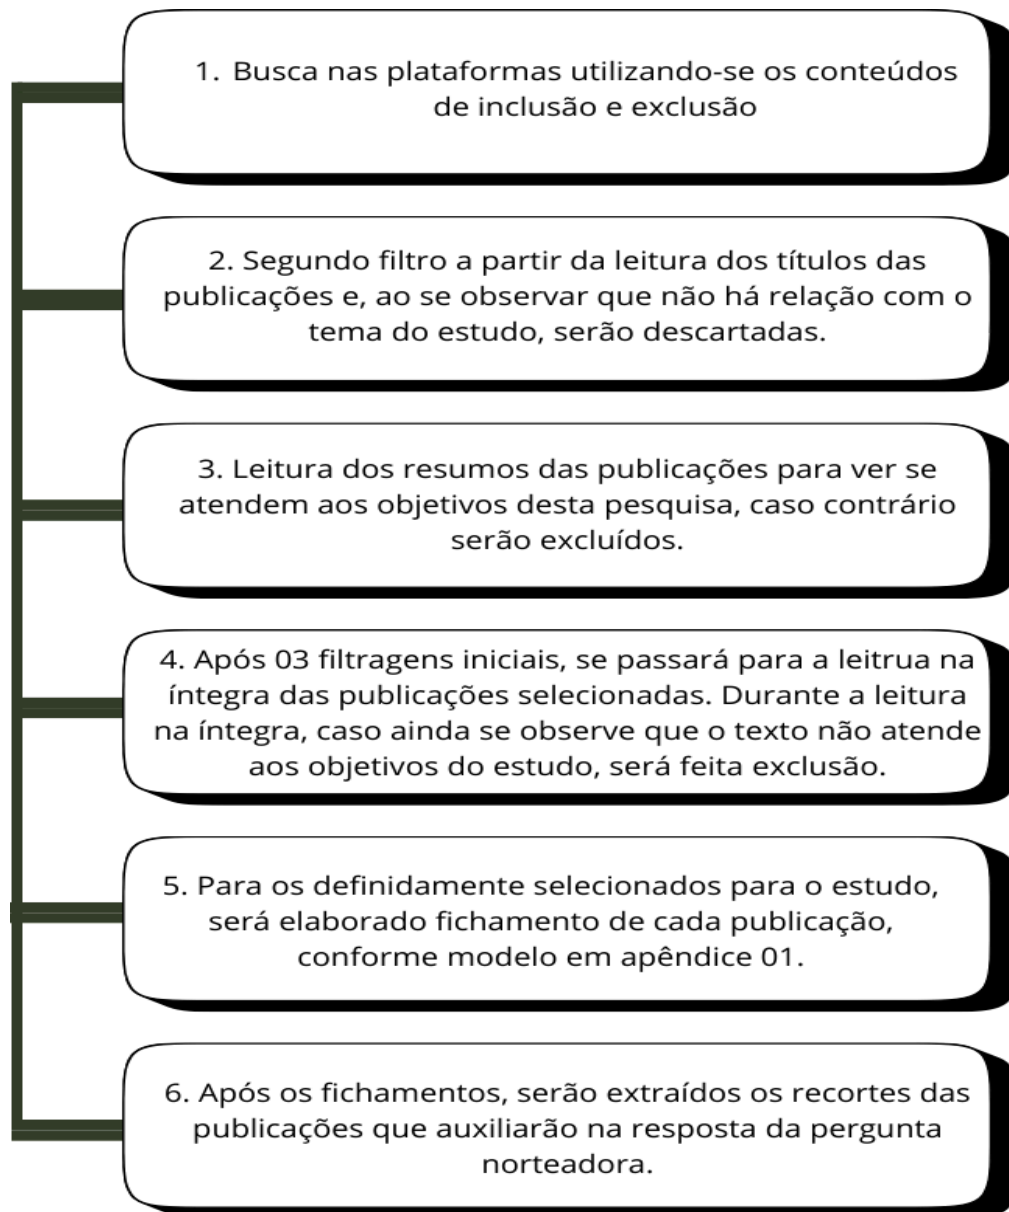 1. Busca nas plataformas utilizando-se os conteúdos
de inclusão e exclusão
2. Segundo filtro a partir da leitura dos títulos das
publicações e, ao se observar que não há relação com o
tema do estudo, serão descartadas.
3. Leitura dos resumos das publicações para ver se
atendem aos objetivos desta pesquisa, caso contrário
serão excluídos.
4. Após 03 filtragens iniciais, se passará para a leitrua na
íntegra das publicações selecionadas. Durante a leitura
na íntegra, caso ainda se observe que o texto não atende
aos objetivos do estudo, será feita exclusão.
5. Para os definidamente selecionados para o estudo,
será elaborado fichamento de cada publicação,
conforme modelo em apêndice 01.
6. Após os fichamentos, serão extraídos os recortes das
publicações que auxiliarão na resposta da pergunta
norteadora.